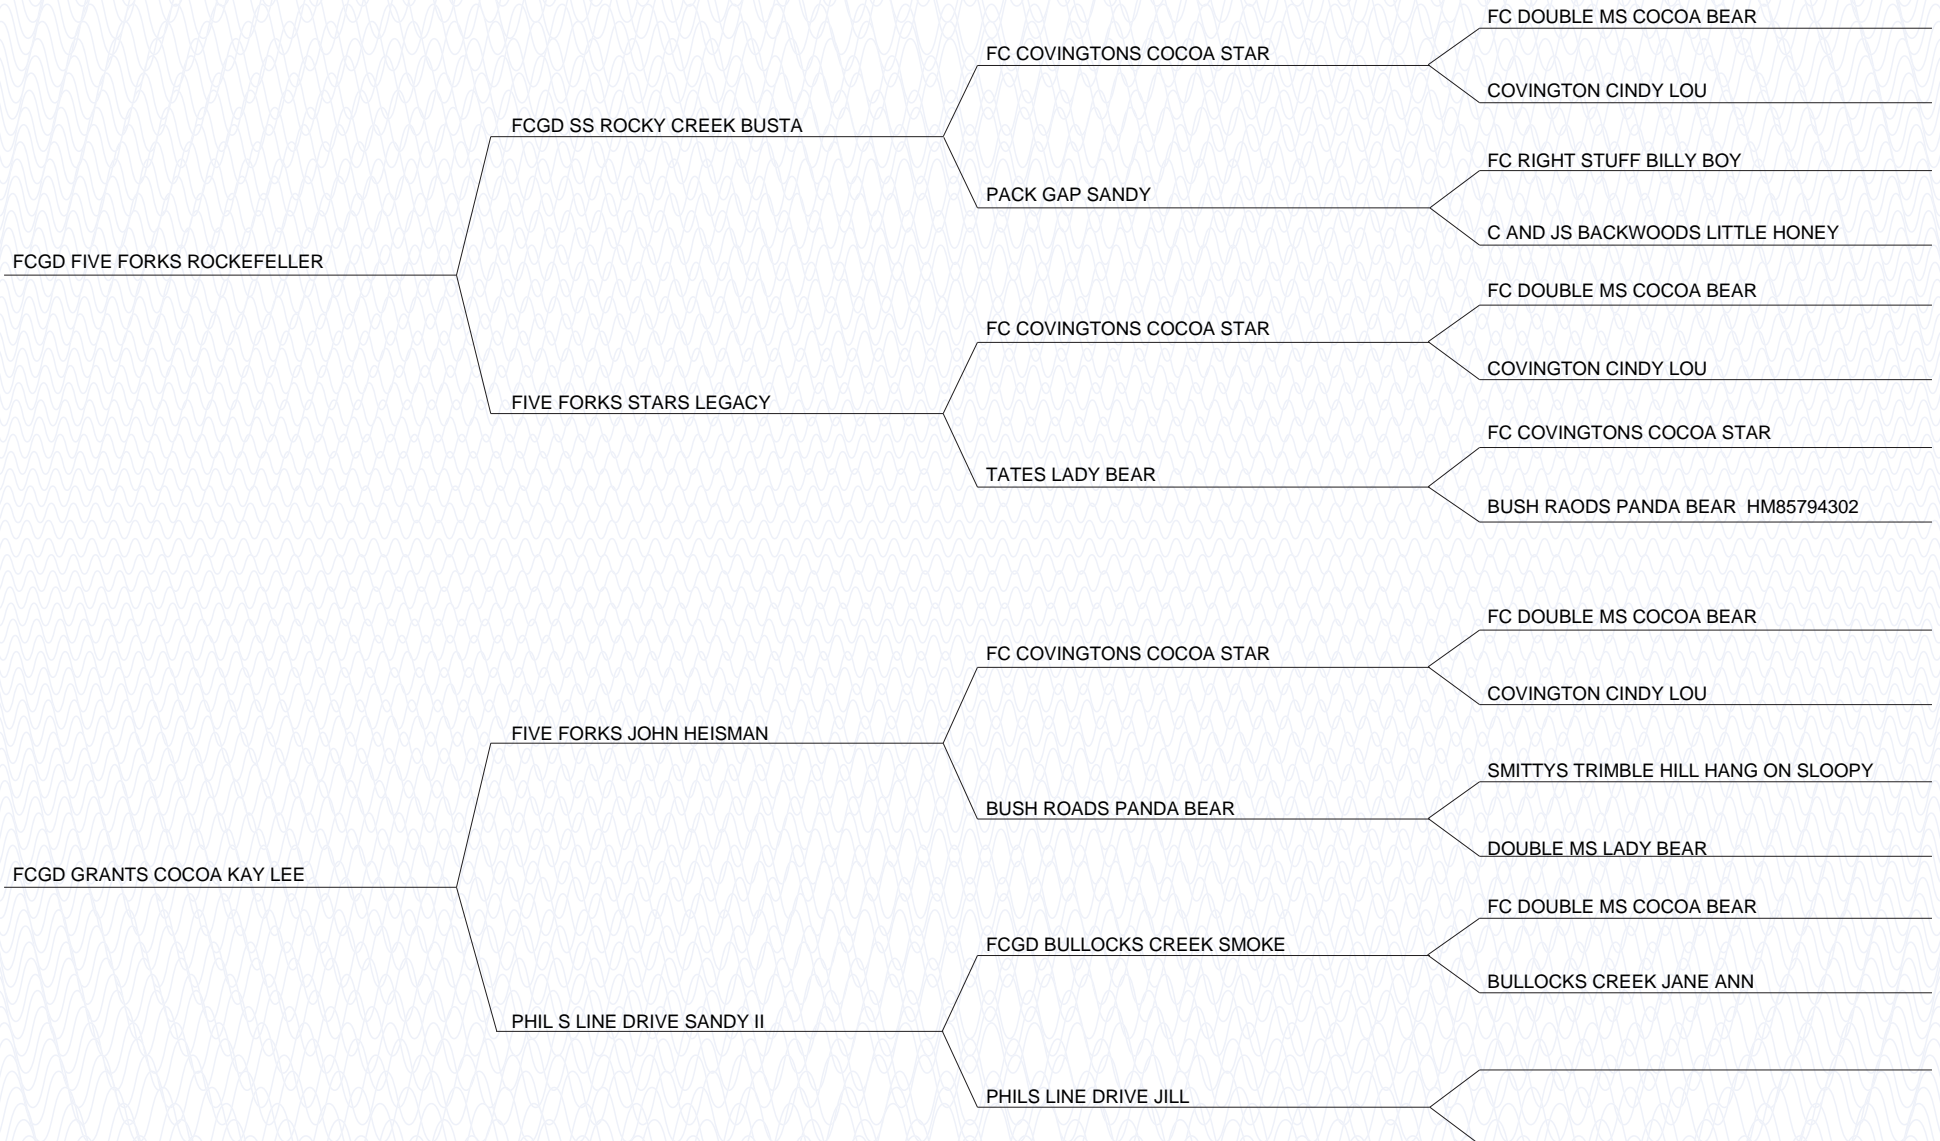 FC DOUBLE MS COCOA BEAR
FC COVINGTONS COCOA STAR
COVINGTON CINDY LOU
FCGD SS ROCKY CREEK BUSTA
FC RIGHT STUFF BILLY BOY
PACK GAP SANDY
C AND JS BACKWOODS LITTLE HONEY
FCGD FIVE FORKS ROCKEFELLER
FC DOUBLE MS COCOA BEAR
FC COVINGTONS COCOA STAR
COVINGTON CINDY LOU
FIVE FORKS STARS LEGACY
FC COVINGTONS COCOA STAR
TATES LADY BEAR
BUSH RAODS PANDA BEAR HM85794302
FC DOUBLE MS COCOA BEAR
FC COVINGTONS COCOA STAR
COVINGTON CINDY LOU
FIVE FORKS JOHN HEISMAN
SMITTYS TRIMBLE HILL HANG ON SLOOPY
BUSH ROADS PANDA BEAR
DOUBLE MS LADY BEAR
FCGD GRANTS COCOA KAY LEE
FC DOUBLE MS COCOA BEAR
FCGD BULLOCKS CREEK SMOKE
BULLOCKS CREEK JANE ANN
PHIL S LINE DRIVE SANDY II
PHILS LINE DRIVE JILL